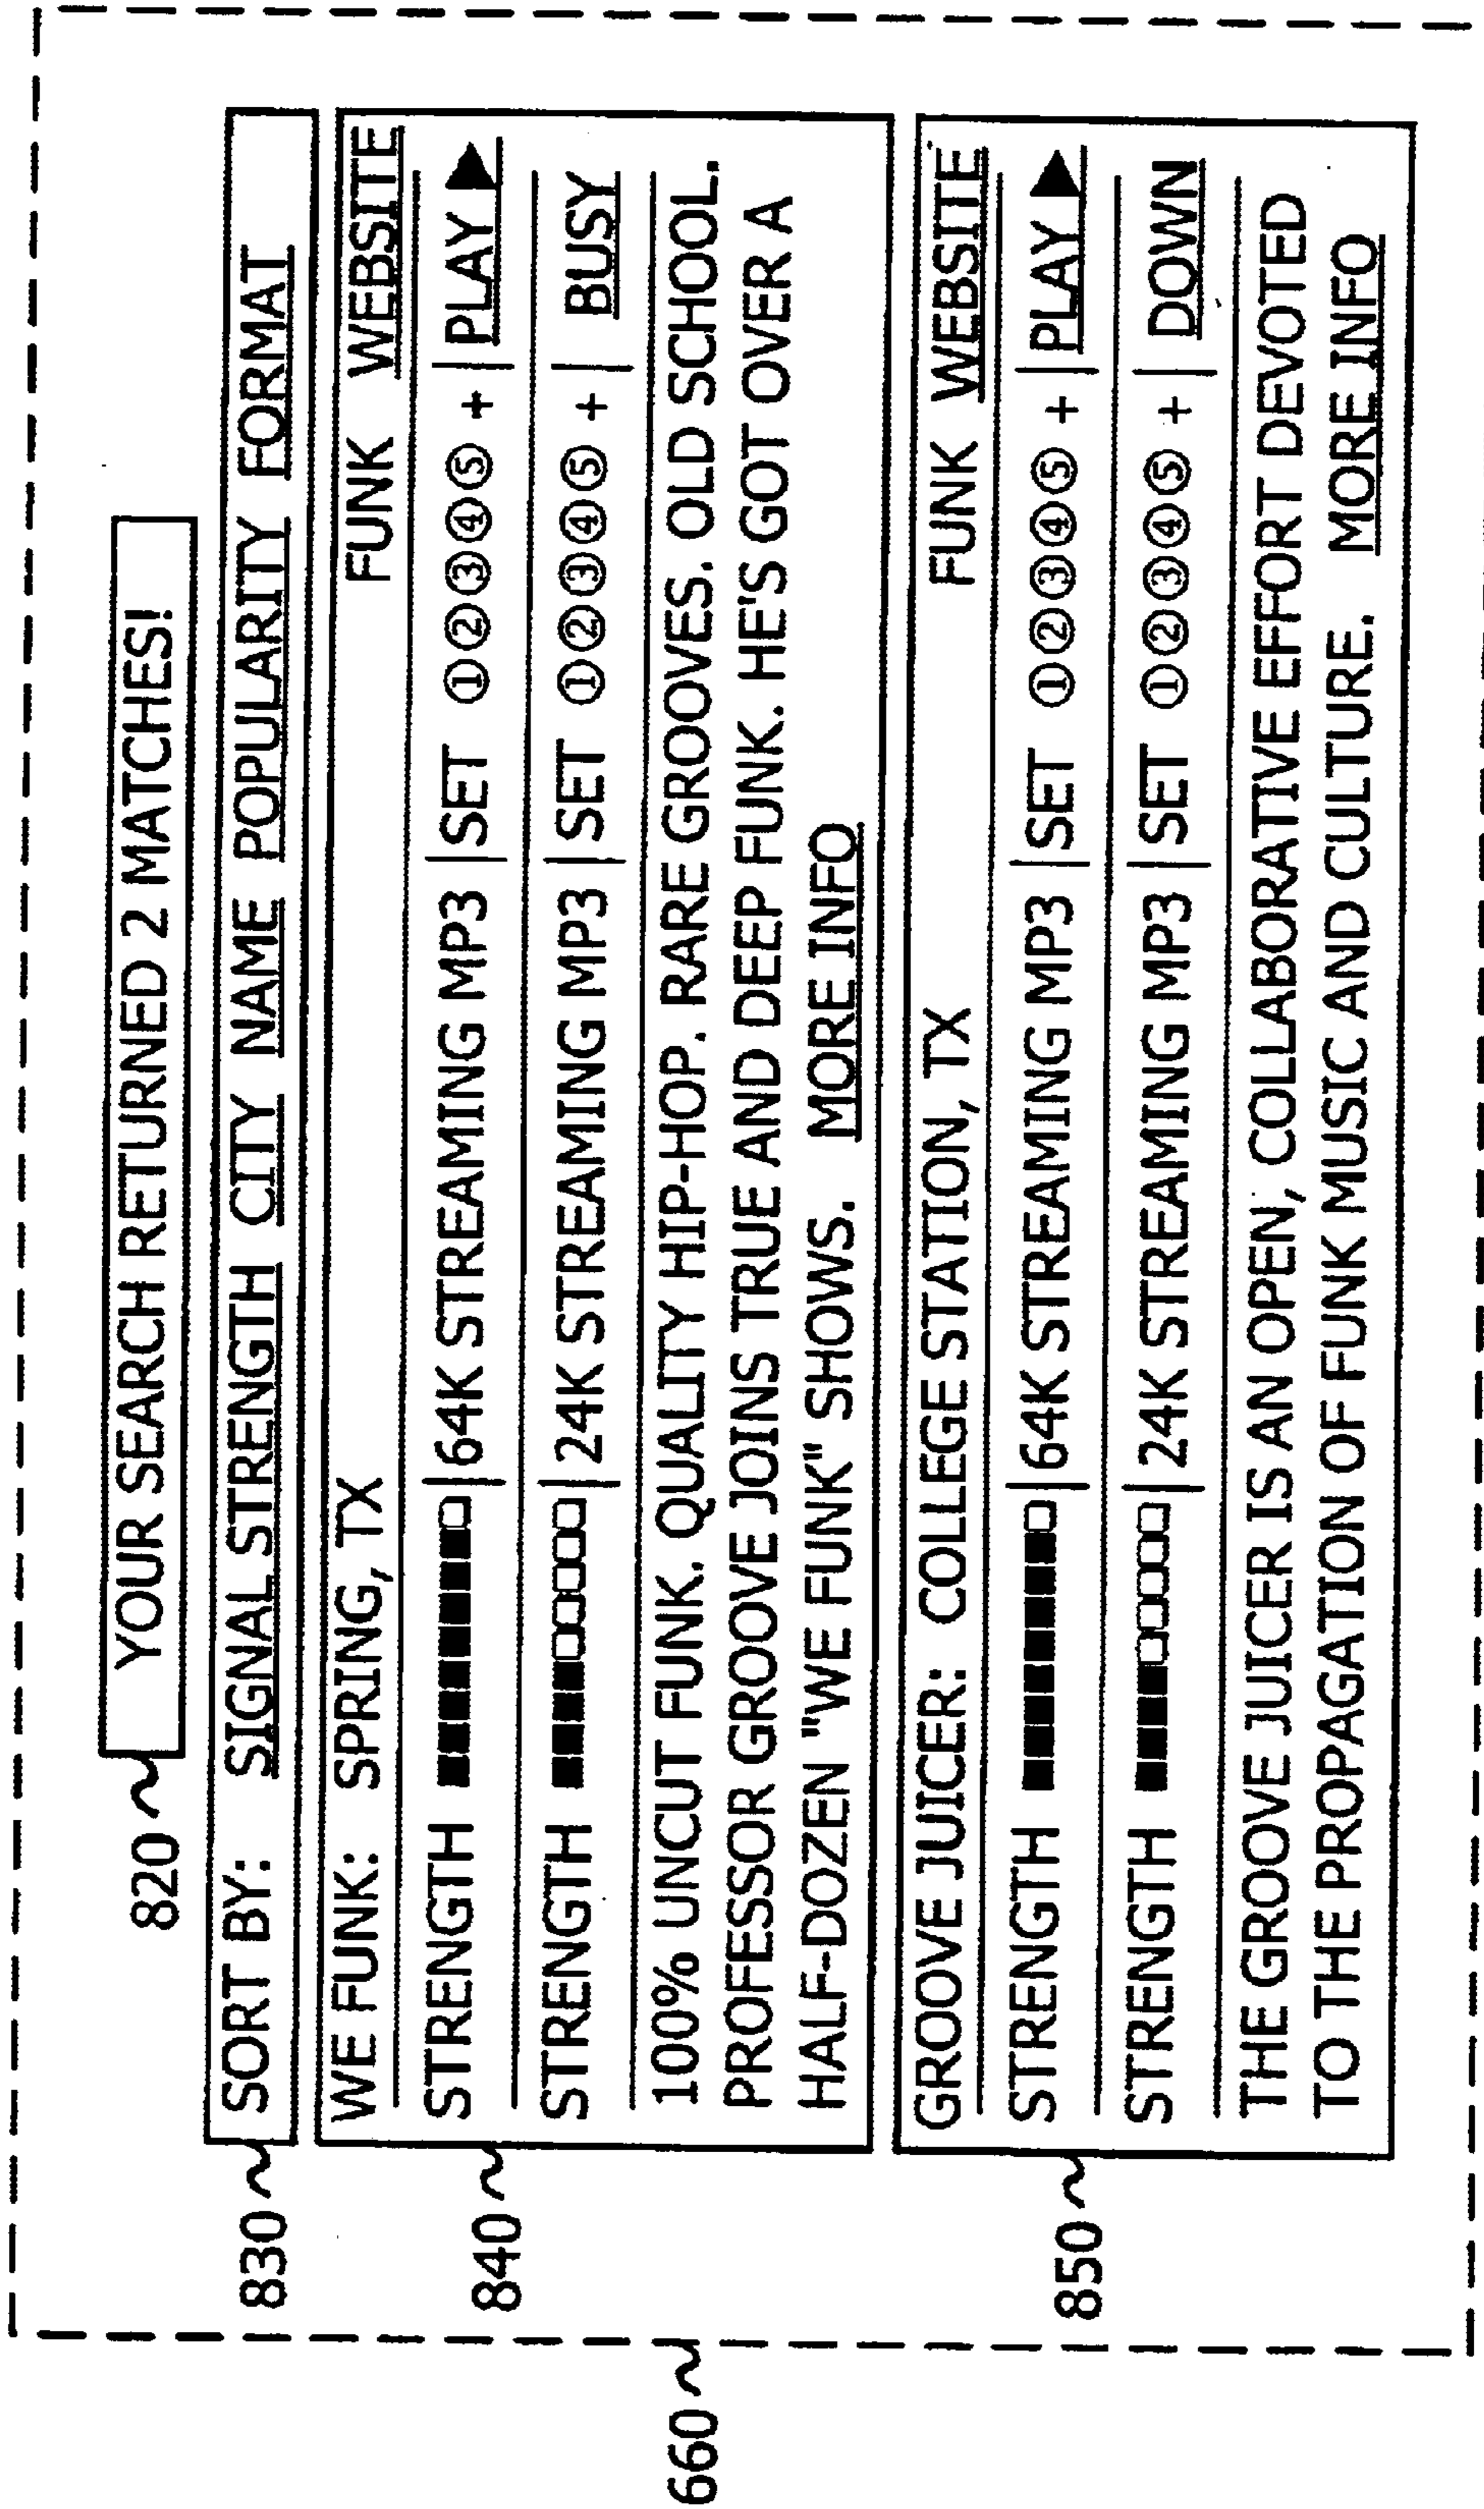 YOUR SEARCH RETURNED 2 MATCHES!
820
SORT BY: SIGNAL STRENGTH CITY NAME POPULARITY FORMAT
830
WE FUNK: SPRING, TX FUNK WEBSITE
STRENGTH |64K STREAMING MP3 |SET ①②③④⑤ + |PLAY▲
840
STRENGTH |24K STREAMING MP3 |SET ①②③④⑤ + | BUSY
100% UNCUT FUNK. QUALITY HIP-HOP. RARE GROOVES. OLD SCHOOL.
660
PROFESSOR GROOVE JOINS TRUE AND DEEP FUNK. HE'S GOT OVER A
HALF-DOZEN "WE FUNK" SHOWS. MORE INFO
GROOVE JUICER: COLLEGE STATION, TX FUNK WEBSITE
STRENGTH |64K STREAMING MP3 |SET ①②③④⑤ + |PLAY▲
850
STRENGTH |24K STREAMING MP3 |SET ①②③④⑤ + | DOWN
THE GROOVE JUICER IS AN OPEN, COLLABORATIVE EFFORT DEVOTED
TO THE PROPAGATION OF FUNK MUSIC AND CULTURE. MORE INFO